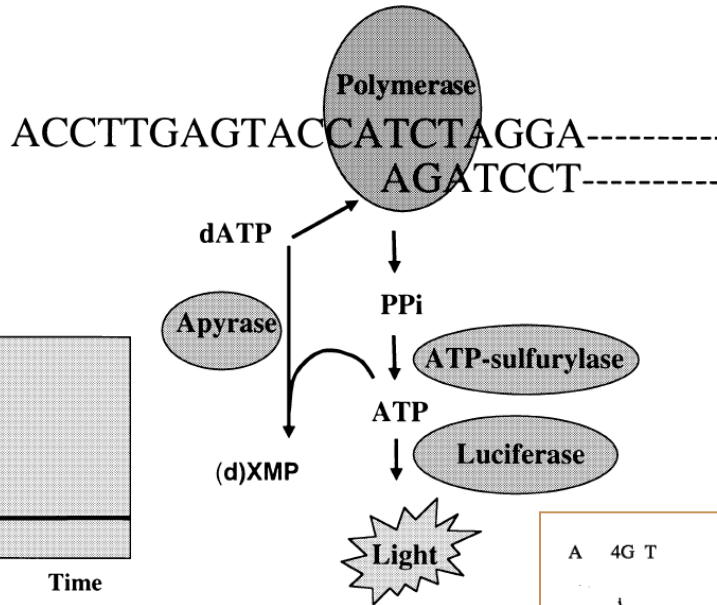 Polymerase
ACCTTGAGTACCATCTAGGA
AGATCCT
dATP
PPi
Apyrase
ATP-sulfurylase
ATP
Luciferase
(d)XMP
Light
Time
A 4G T